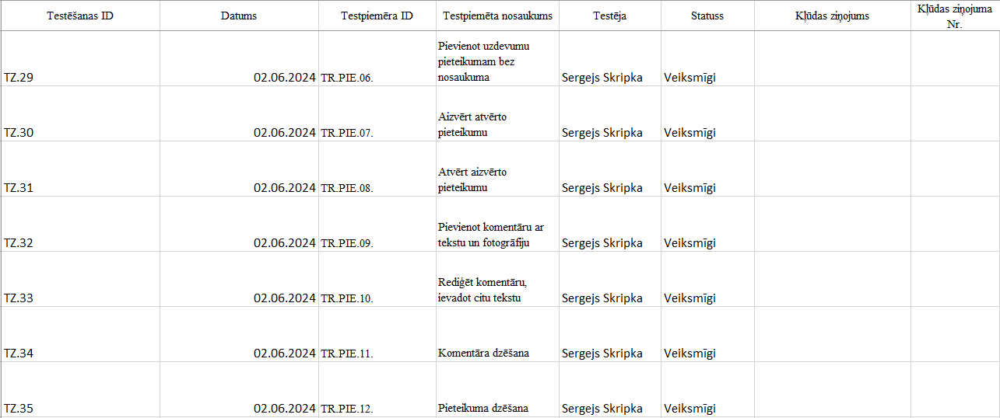 Testēšanas ID Datums Testpiemēra ID Testpiemēta nosaukums Testēja Statuss Kļūdas ziņojums Kļūdas ziņojuma
Nr.
Pievienot uzdevumu
pieteikumam bez
TZ.29 02.06.2024 TR.PIE.06. nosaukuma Sergejs Skripka Veiksmīgi
Aizvērt atvērto
TZ.30 02.06.2024 TR.PIE.07. pieteikumu Sergejs Skripka Veiksmīgi
Atvērt aizvērto
TZ.31 02.06.2024 TR.PIE.08. pieteikumu Sergejs Skripka Veiksmīgi
Pievienot komentāru ar
TZ.32 02.06.2024 TR.PIE.09. tekstu un fotogrāfiju Sergejs Skripka Veiksmīgi
Rediģēt komentāru,
TZ.33 02.06.2024 TR.PIE.10. ievadot citu tekstu Sergejs Skripka Veiksmīgi
TZ.34 02.06.2024 TR.PIE.11. Komentāra dzēšana Sergejs Skripka Veiksmīgi
TZ.35 02.06.2024 TR.PIE.12. Pieteikuma dzēšana Sergejs Skripka Veiksmīgi